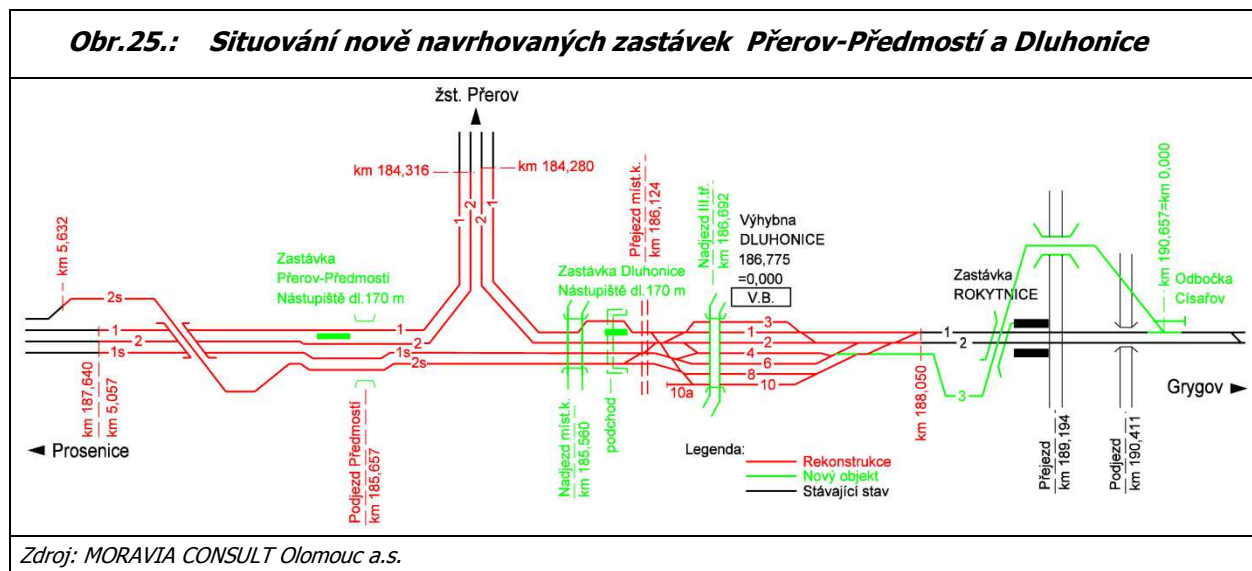 Obr.25.: Situování nově navrhovaných zastávek Přerov-Předmostí a Dluhonice
žst. Přerov
km 184,316
km 184,280
1
2
2
1
km 5,632
Zastávka
Přerov-Předmostí
Nástupiště dl.170 m
Zastávka Dluhonice
Nástupiště dl.170 m
Přejezd míst.k.
km 186,124
Nadjezd III.tř.
km 186,692
Výhybna
DLUHONICE
186,775
=0,000
V.B.
Zastávka
ROKYTNICE
km 190,657=km 0,000
Odbočka
Císařov
2s
1
2
1s
1
2
1s
2s
3
1
2
4
6
8
10
10a
1
2
3
km 187,640
km 5,057
Prosenice
Podjezd Předmostí
km 185,657
Nadjezd míst.k.
km 185,560
podchod
km 188,050
Přejezd
km 189,194
Podjezd
km 190,411
Grygov
Legenda:
Rekonstrukce
Nový objekt
Stávající stav
Zdroj: MORAVIA CONSULT Olomouc a.s.